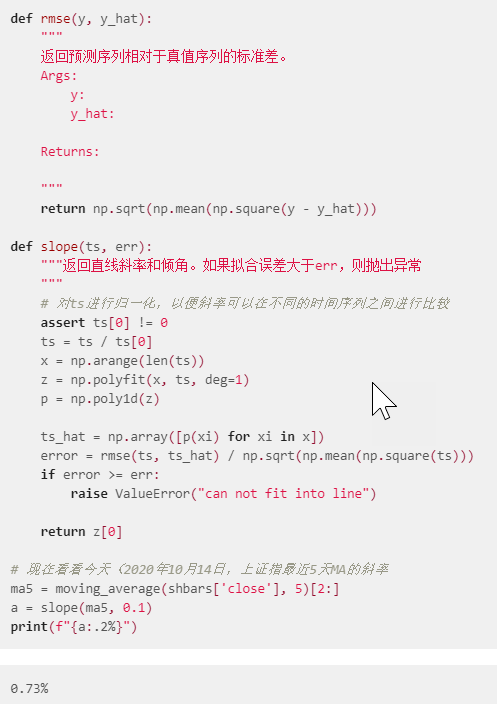 def rmse(y, y_hat):
    """
    返回预测序列相对于真值序列的标准差。
    Args:
        y:
        y_hat:
    Returns:
    """
    return np.sqrt(np.mean(np.square(y - y_hat)))
def slope(ts, err):
    """返回直线斜率和倾角。如果拟合误差大于err，则抛出异常
    """
    # 对ts进行归一化，以便斜率可以在不同的时间序列之间进行比较
    assert ts[0] != 0
    ts = ts / ts[0]
    x = np.arange(len(ts))
    z = np.polyfit(x, ts, deg=1)
    p = np.poly1d(z)
    ts_hat = np.array([p(xi) for xi in x])
    error = rmse(ts, ts_hat) / np.sqrt(np.mean(np.square(ts)))
    if error >= err:
        raise ValueError("can not fit into line")
    return z[0]
# 现在看看今天（2020年10月14日，上证指最近5天MA的斜率
ma5 = moving_average(shbars['close'], 5)[2:]
a = slope(ma5, 0.1)
print(f"{a:.2%}")
0.73%